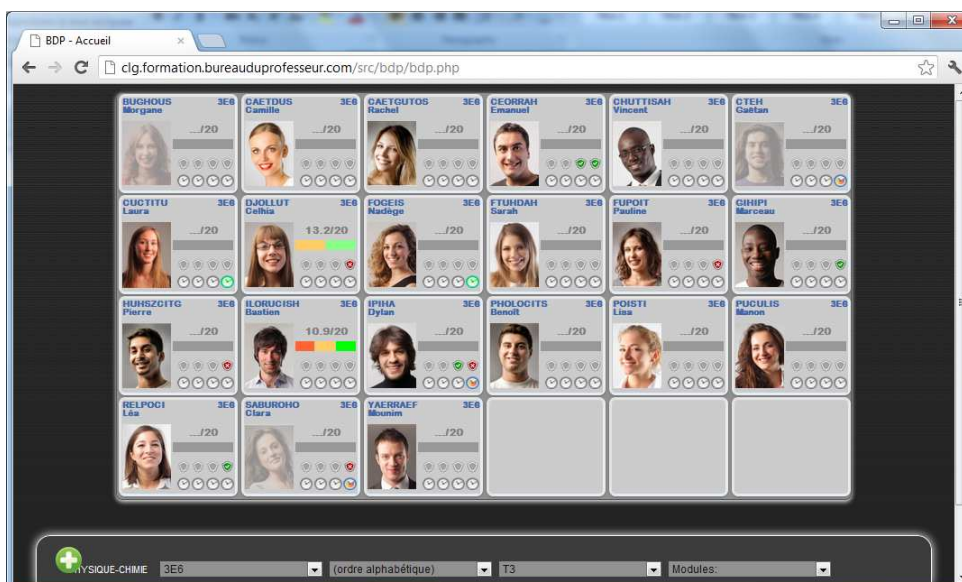 BDP - Accueil
clg.formation.bureauduprofesseur.com/src/bdp/bdp.php
BUGHOUS 3E6
Morgane
.../20
CAETDUS 3E6
Camille
.../20
CAETGUTOS 3E6
Rachel
.../20
CEORRAH 3E6
Emanuel
.../20
CHUTTISAH 3E6
Vincent
.../20
CTEH 3E6
Gaëtan
.../20
CUCTITU 3E6
Laura
.../20
DJOLLUT 3E6
Celhia
13.2/20
FOGEIS 3E6
Nadège
.../20
FTUHDAH 3E6
Sarah
.../20
FUPOIT 3E6
Pauline
.../20
GIHIPI 3E6
Marceau
.../20
HUHSZCITG 3E6
Pierre
.../20
ILORUCISH 3E6
Bastien
10.9/20
IPIHA 3E6
Dylan
.../20
PHOLOCITS 3E6
Benoît
.../20
POISTI 3E6
Lisa
.../20
PUCULIS 3E6
Manon
.../20
RELPOCI 3E6
Léa
.../20
SABUROHO 3E6
Clara
.../20
YAERRAEF 3E6
Mounim
.../20
YSIQUE-CHIMIE 3E6 (ordre alphabétique) T3 Modules: